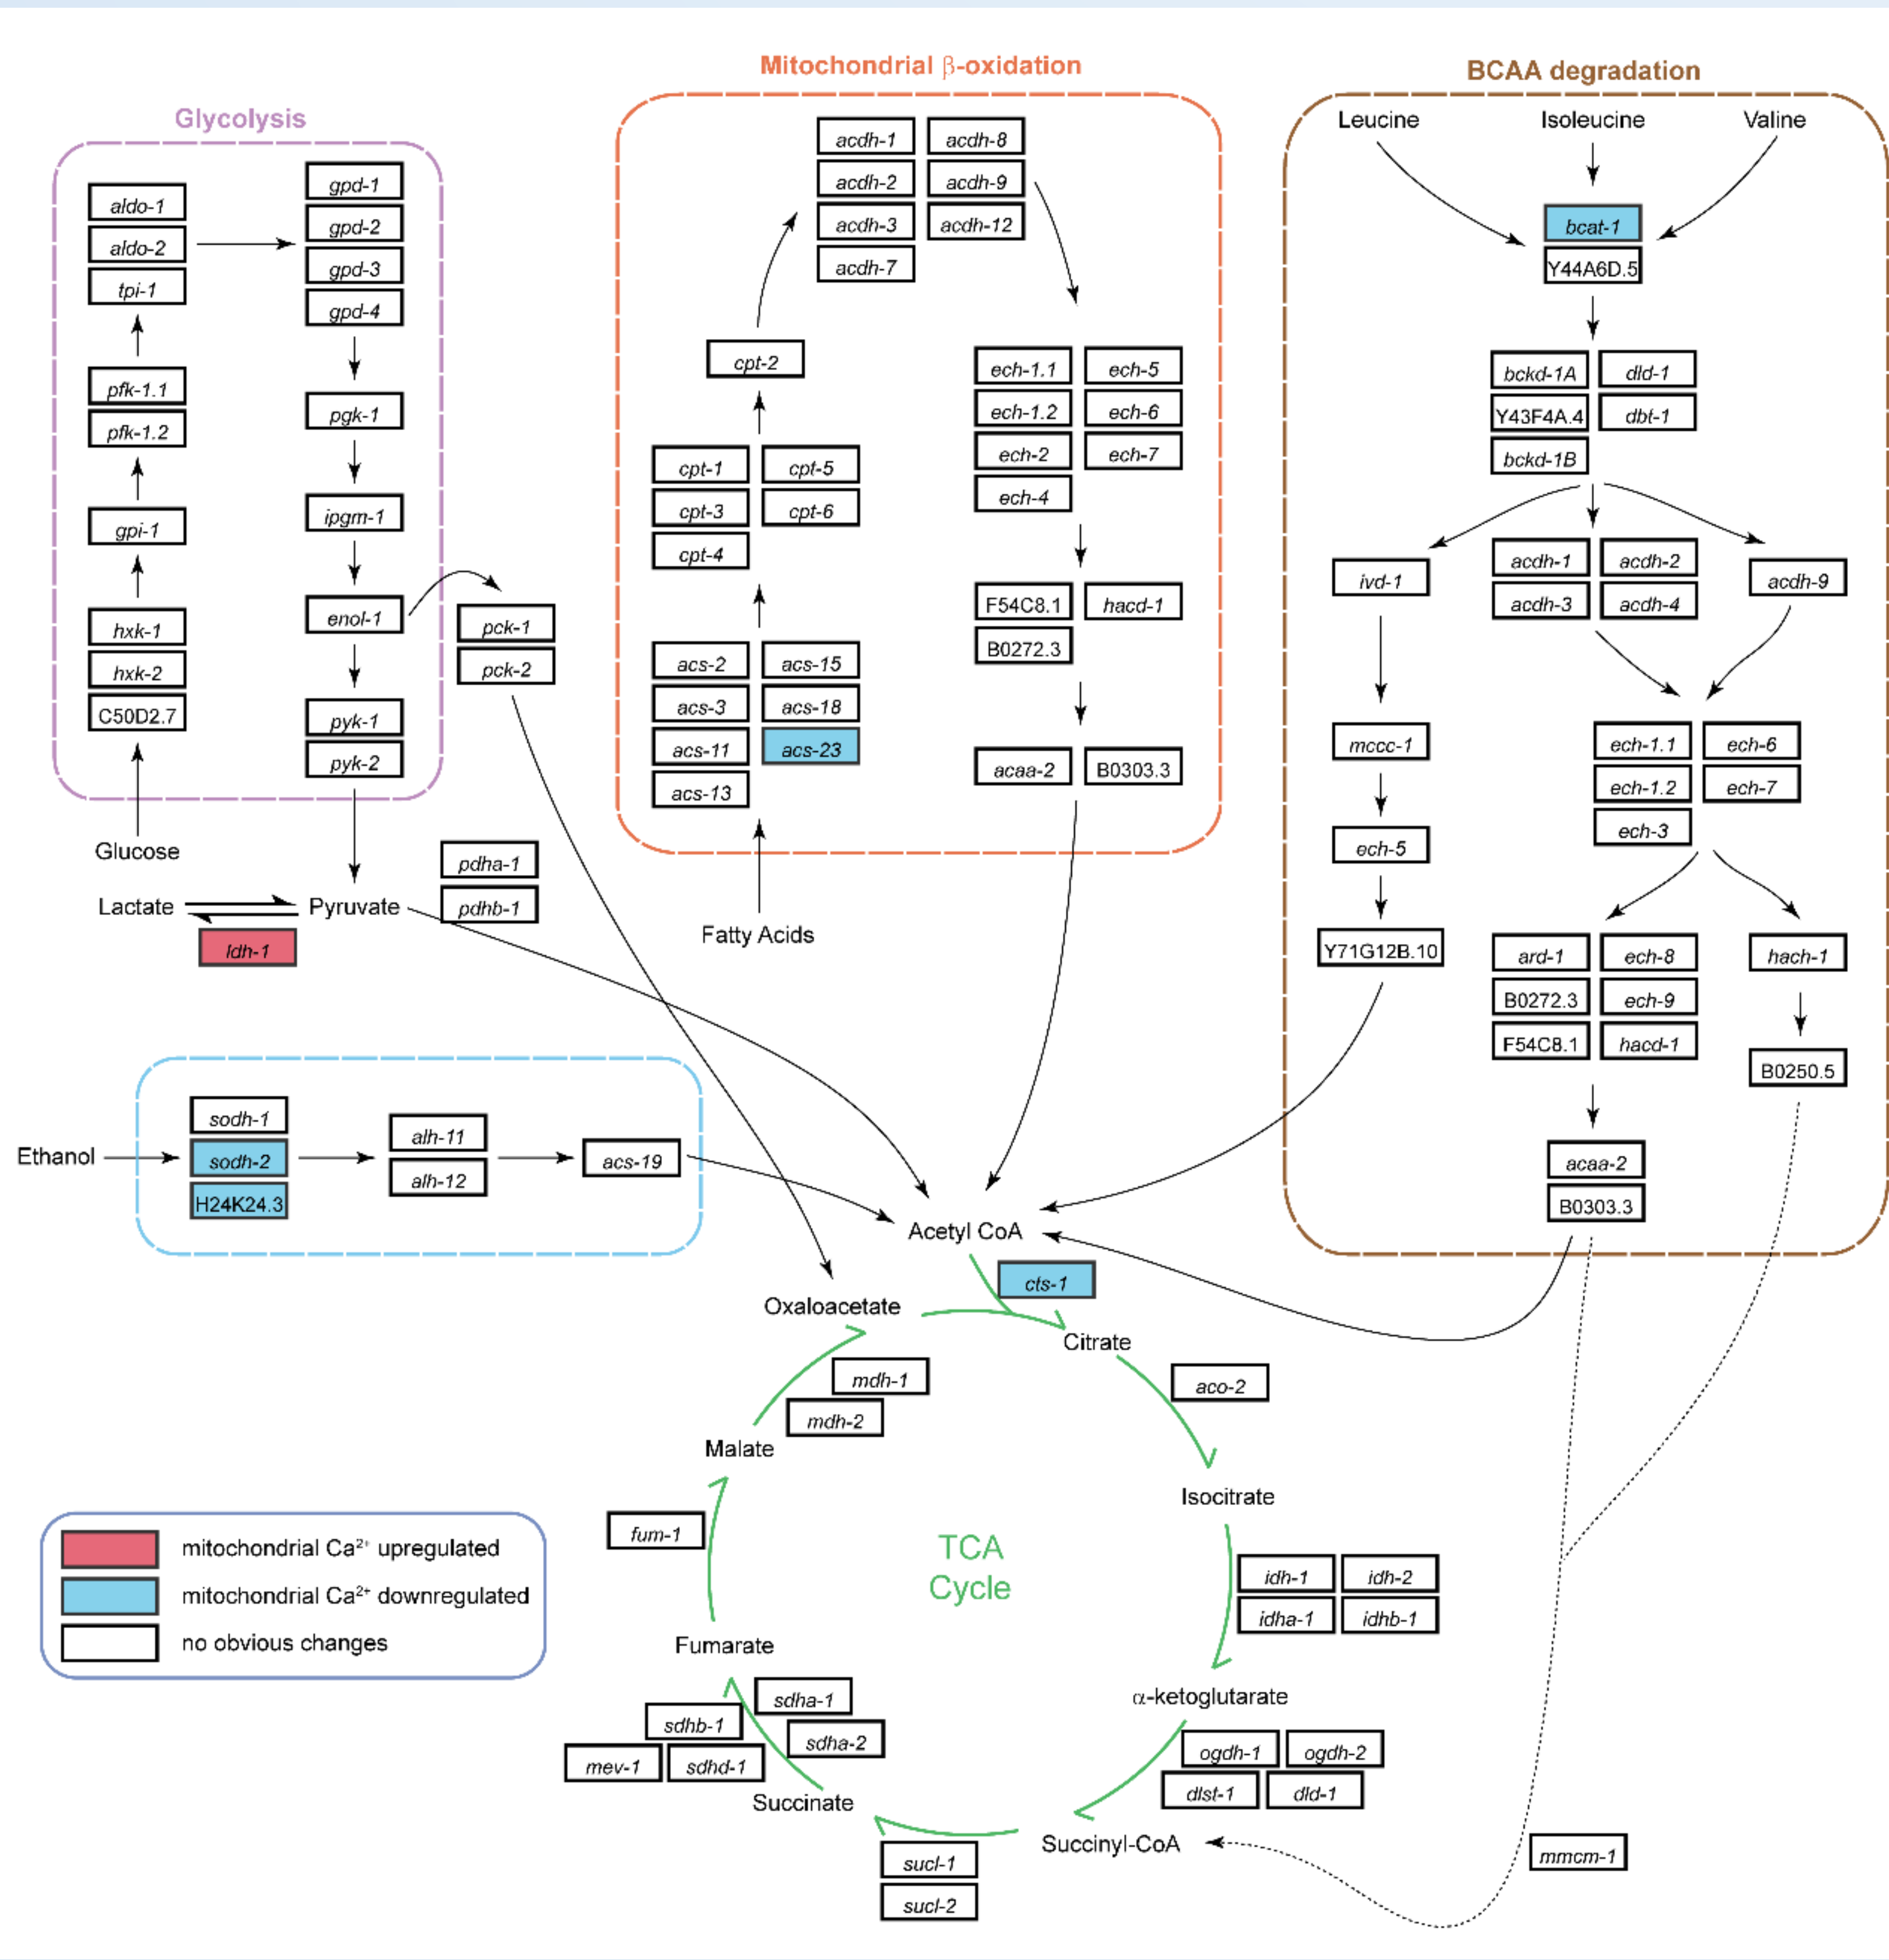 Glycolysis
aldo-1
aldo-2
tpi-1
pfk-1.1
pfk-1.2
gpi-1
hxk-1
hxk-2
C50D2.7
Glucose
gpd-1
gpd-2
gpd-3
gpd-4
pgk-1
ipgm-1
enol-1
pyk-1
pyk-2
pck-1
pck-2
Lactate
Pyruvate
ldh-1
pdha-1
pdhb-1
Mitochondrial β-oxidation
acdh-1 acdh-8
acdh-2 acdh-9
acdh-3 acdh-12
acdh-7
cpt-2
cpt-1 cpt-5
cpt-3 cpt-6
cpt-4
acs-2 acs-15
acs-3 acs-18
acs-11 acs-23
acs-13
Fatty Acids
ech-1.1 ech-5
ech-1.2 ech-6
ech-2 ech-7
ech-4
F54C8.1 hacd-1
B0272.3
acaa-2 B0303.3
BCAA degradation
Leucine Isoleucine Valine
bcat-1
Y44A6D.5
bckd-1A dld-1
Y43F4A.4 dbt-1
bckd-1B
ivd-1
acdh-1 acdh-2
acdh-3 acdh-4
acdh-9
mccc-1
ech-5
Y71G12B.10
ech-1.1 ech-6
ech-1.2 ech-7
ech-3
ard-1 ech-8
B0272.3 ech-9
F54C8.1 hacd-1
hach-1
B0250.5
acaa-2
B0303.3
Ethanol
sodh-1
sodh-2
H24K24.3
alh-11
alh-12
acs-19
Acetyl CoA
cts-1
Oxaloacetate
Citrate
aco-2
mdh-1
mdh-2
Malate
Isocitrate
fum-1
TCA
Cycle
idh-1 idh-2
idha-1 idhb-1
Fumarate
α-ketoglutarate
sdha-1
sdhb-1
sdha-2
mev-1 sdhd-1
ogdh-1 ogdh-2
dlst-1 dld-1
Succinate
Succinyl-CoA
sucl-1
sucl-2
mmcm-1
mitochondrial Ca²⁺ upregulated
mitochondrial Ca²⁺ downregulated
no obvious changes